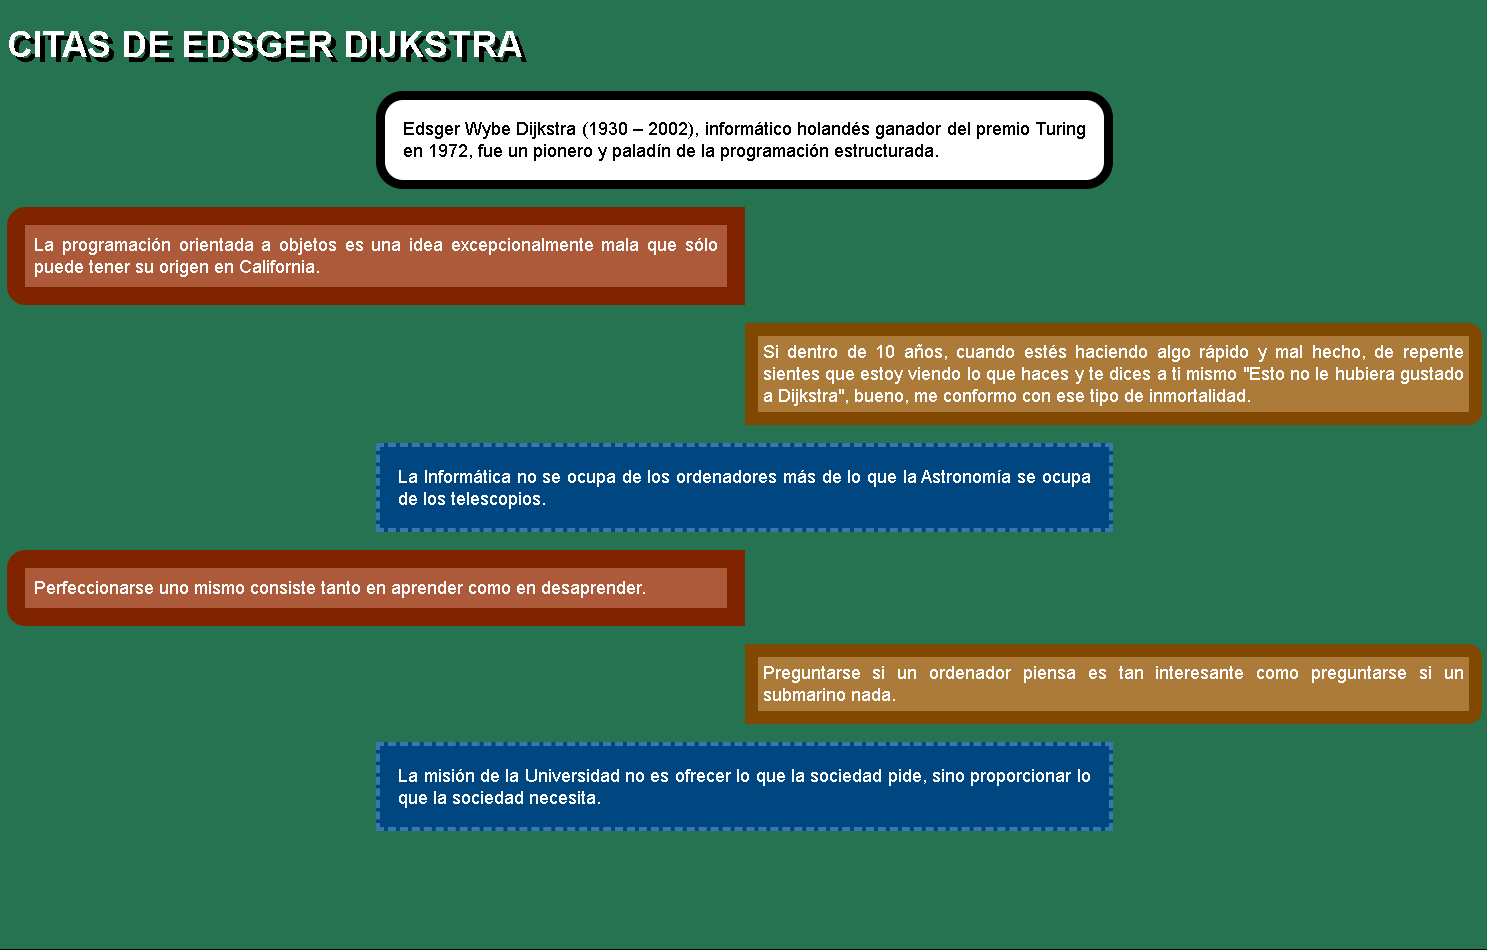 CITAS DE EDSGER DIJKSTRA
Edsger Wybe Dijkstra (1930 – 2002), informático holandés ganador del premio Turing
en 1972, fue un pionero y paladín de la programación estructurada.
La programación orientada a objetos es una idea excepcionalmente mala que sólo
puede tener su origen en California.
Si dentro de 10 años, cuando estés haciendo algo rápido y mal hecho, de repente
sientes que estoy viendo lo que haces y te dices a ti mismo "Esto no le hubiera gustado
a Dijkstra", bueno, me conformo con ese tipo de inmortalidad.
La Informática no se ocupa de los ordenadores más de lo que la Astronomía se ocupa
de los telescopios.
Perfeccionarse uno mismo consiste tanto en aprender como en desaprender.
Preguntarse si un ordenador piensa es tan interesante como preguntarse si un
submarino nada.
La misión de la Universidad no es ofrecer lo que la sociedad pide, sino proporcionar lo
que la sociedad necesita.